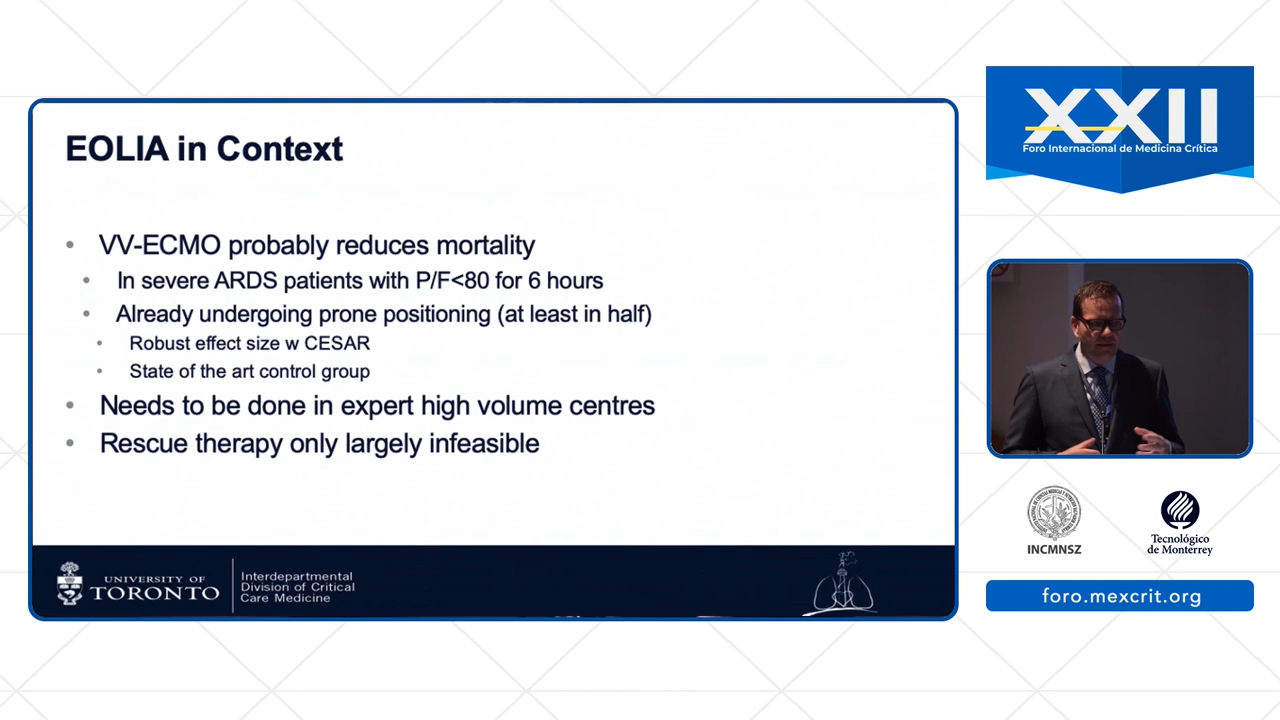 EOLIA in Context
• VV-ECMO probably reduces mortality
• In severe ARDS patients with P/F<80 for 6 hours
• Already undergoing prone positioning (at least in half)
• Robust effect size w CESAR
• State of the art control group
• Needs to be done in expert high volume centres
• Rescue therapy only largely infeasible
UNIVERSITY OF
TORONTO
Interdepartmental
Division of Critical
Care Medicine
XXII
Foro Internacional de Medicina Crítica
INCMNSZ
Tecnológico
de Monterrey
foro.mexcrit.org